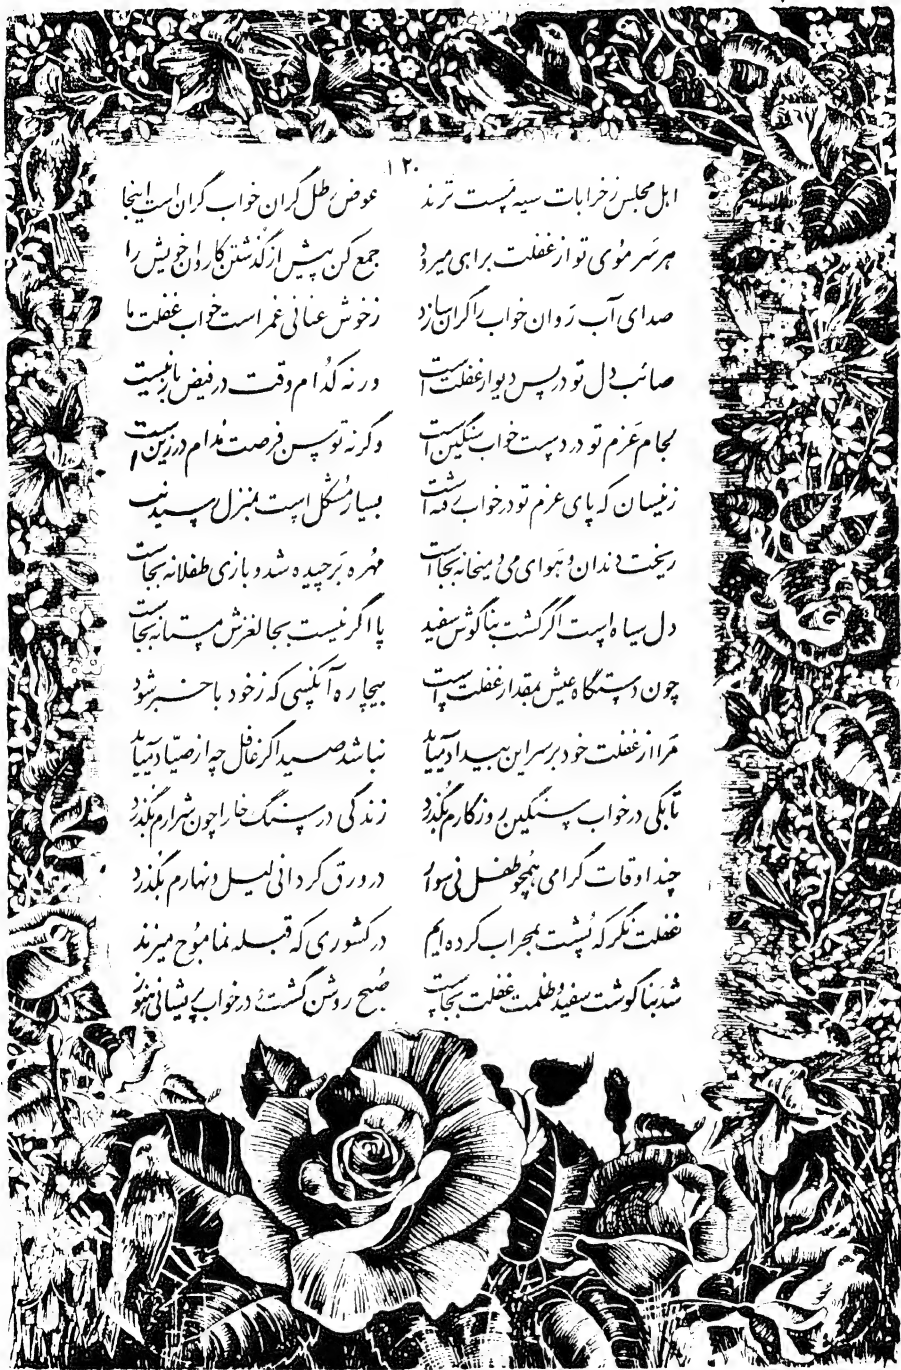 ۱۲۰
اهل مجلس ز خرابات سیه مست ترند عوض رطل گران خواب گران است اینجا
هر سر موی تو از غفلت براهی میرود جمع کن پیش از گذشتن کاروان خویش را
صدای آب روان خواب را گران سازد ز خوش عنانی عمر است خواب غفلت ما
صائب دل تو در پس دیوار غفلت است ورنه کدام وقت در فیض باز نیست
لجام عزم تو در دست خواب سنگین است وگرنه توسن فرصت مدام در زین است
زینسان که پای عزم تو در خواب رفته است بسیار مشکل است بمنزل رسیدنت
ریخت دندان و هوای می و میخانه بجاست مهره برچیده شد و بازی طفلانه بجاست
دل سیاه است اگر گشت بناگوش سفید پا اگر نیست بجا لغزش مستانه بجاست
چون دستگاه عیش بمقدار غفلت است بیچاره آنکسی که ز خود با خبر شود
مرا از غفلت خود بر سر این بیداد میآید نباشد صید اگر غافل چه از صیاد میآید
تا بکی در خواب سنگین روزگارم بگذرد زندگی در سنگ خارا چون شرارم بگذرد
چند اوقات گرامی همچو طفل نی سوار در ورق گردانی لیل و نهارم بگذرد
غفلت نگر که پشت بمحراب کرده ایم در کشوری که قبله نما موج میزند
شد بناگوشت سفید و ظلمت غفلت بجاست صبح روشن گشت و در خواب پریشانی هنوز